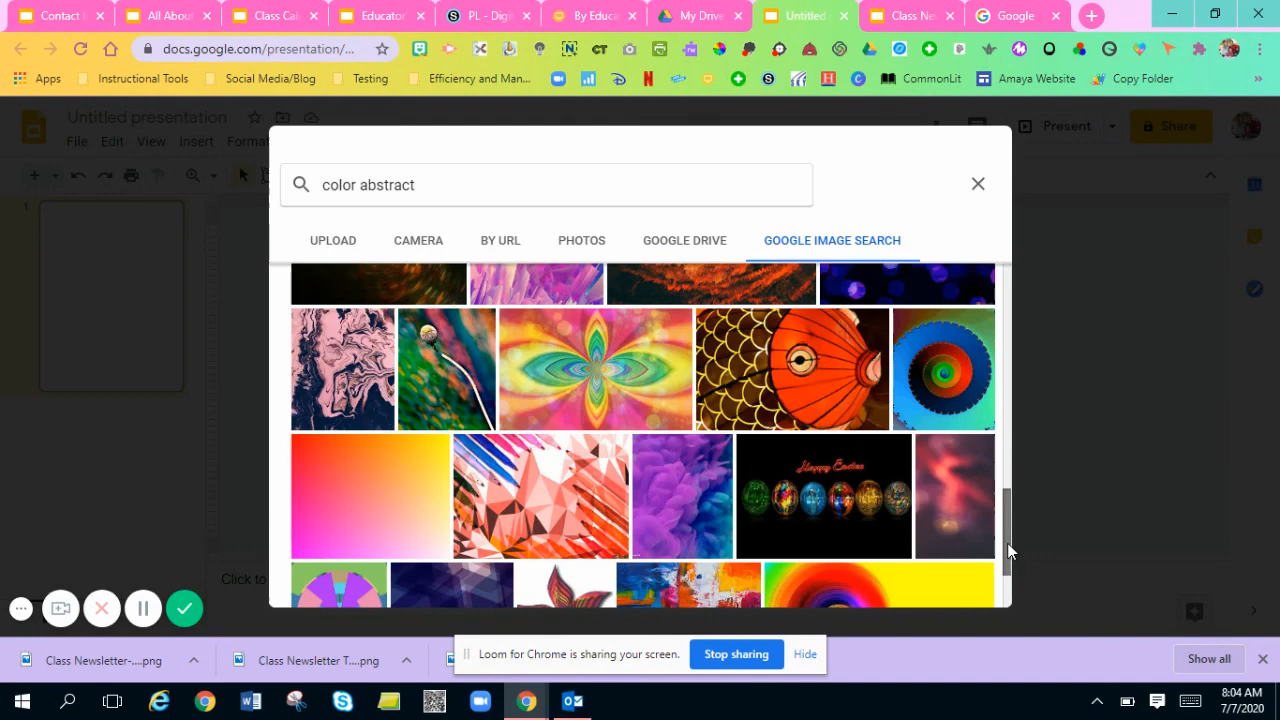 Contact
All Abou
Class Cal
Educator
PL - Digi
By Educa
My Drive
Untitled
Class Ne
Google
docs.google.com/presentation/...
Apps
Instructional Tools
Social Media/Blog
Testing
Efficiency and Man...
CommonLit
Amaya Website
Copy Folder
Untitled presentation
File Edit View Insert Format
Present
Share
color abstract
UPLOAD CAMERA BY URL PHOTOS GOOGLE DRIVE GOOGLE IMAGE SEARCH
1
Happy Easter
Click to
Loom for Chrome is sharing your screen. Stop sharing Hide
Class Newsletter-....png
Class Newsletter T....png
Show all
8:04 AM
7/7/2020